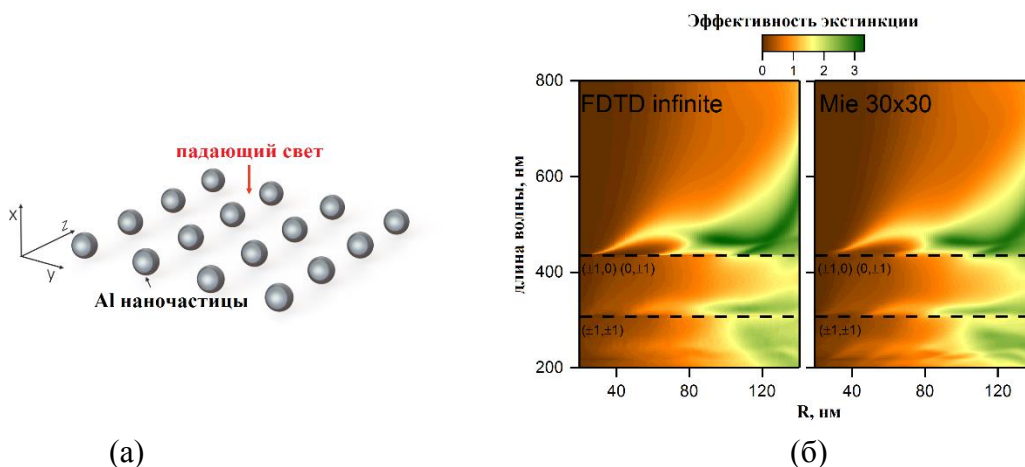 падающий свет
x
z
y
Al наночастицы
(а)
Эффективность экстинкции
0 1 2 3
800
600
400
200
длина волны, нм
FDTD infinite
(±1,0) (0,±1)
(±1,±1)
Mie 30x30
(±1,0) (0,±1)
(±1,±1)
40 80 120 40 80 120
R, нм
(б)